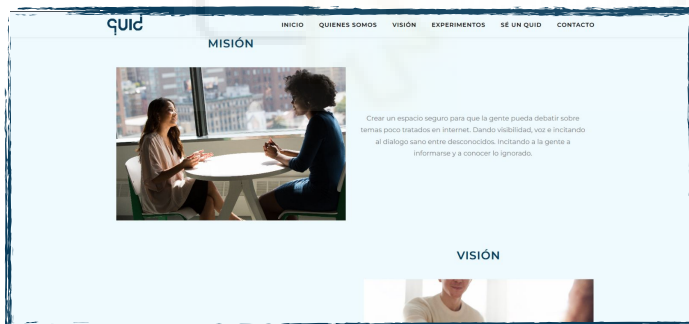 quid
INICIO QUIENES SOMOS VISIÓN EXPERIMENTOS SÉ UN QUID CONTACTO
MISIÓN
Crear un espacio seguro para que la gente pueda debatir sobre
temas poco tratados en internet. Dando visibilidad, voz e incitando
al dialogo sano entre desconocidos. Incitando a la gente a
informarse y a conocer lo ignorado.
VISIÓN